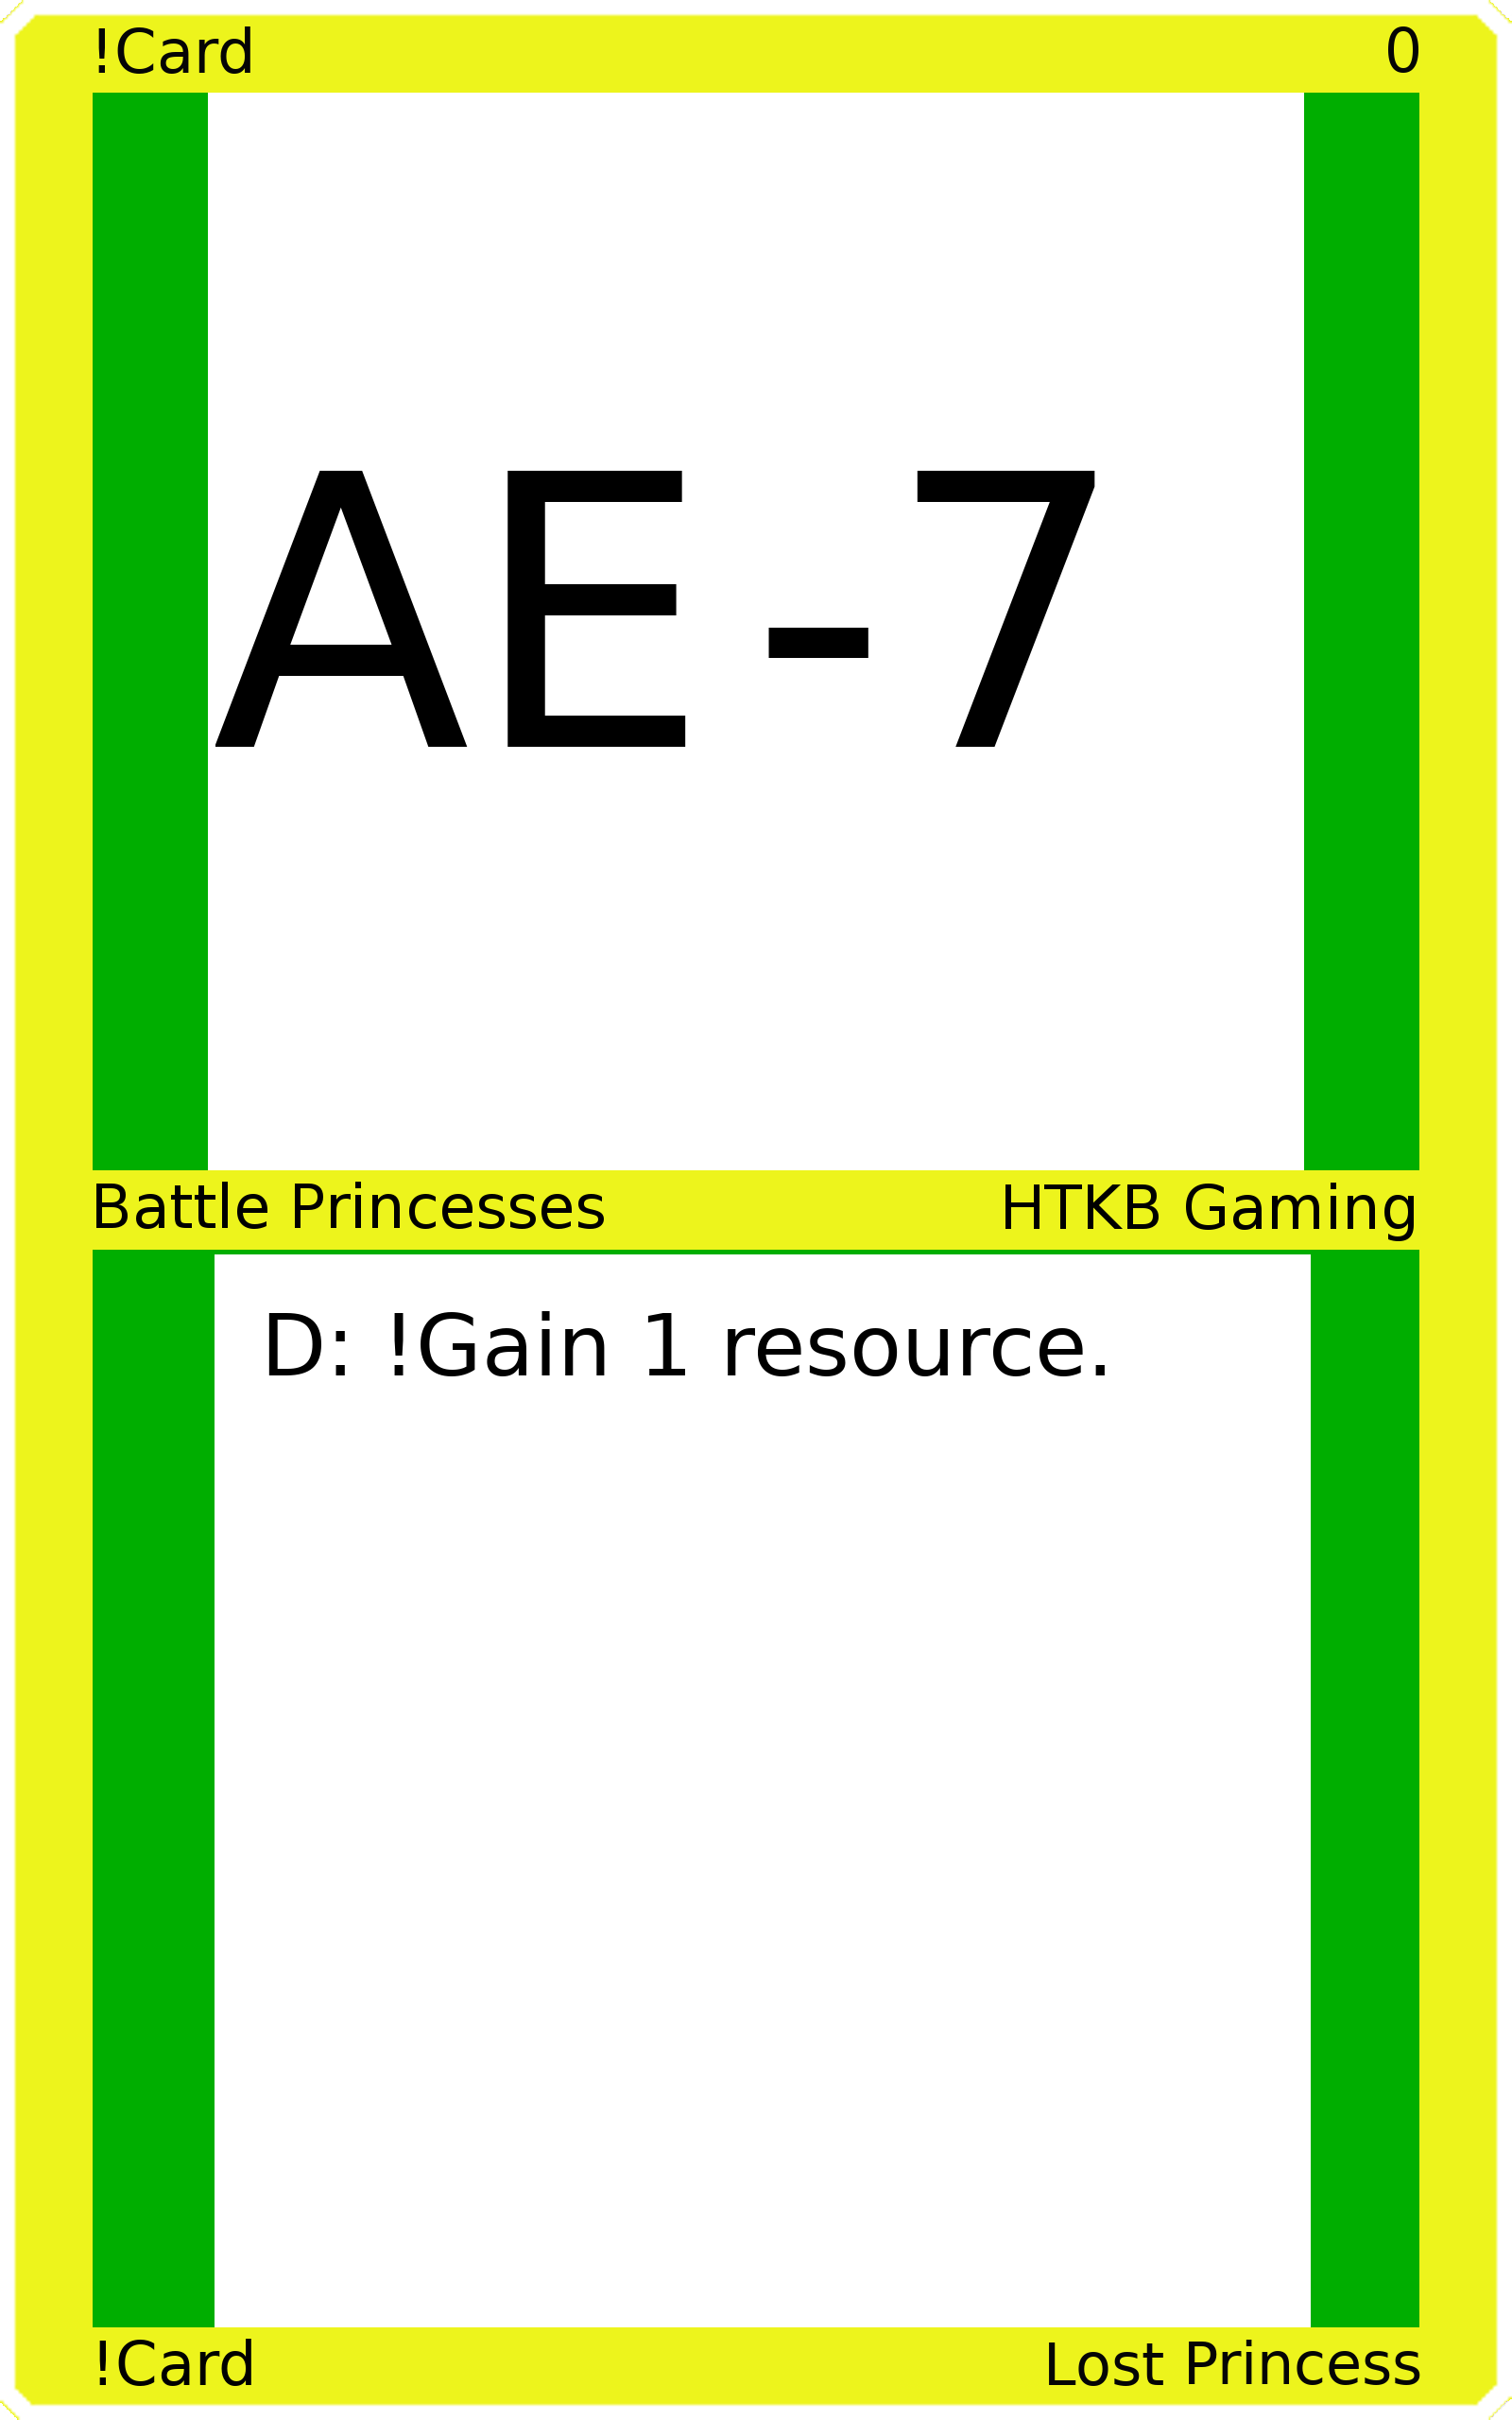 !Card 0
AE-7
Battle Princesses HTKB Gaming
D: !Gain 1 resource.
!Card Lost Princess